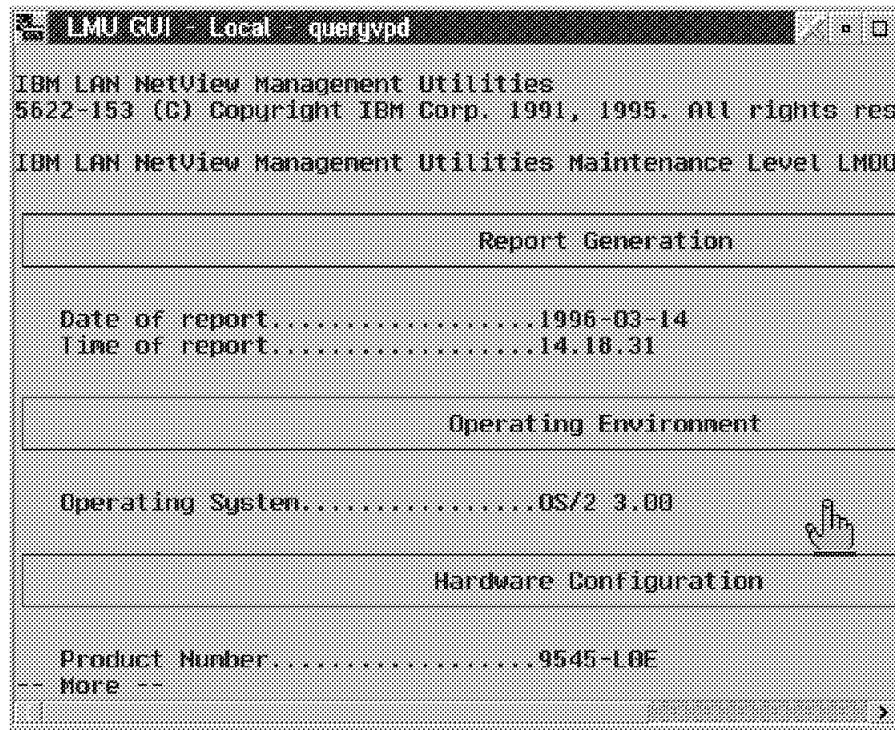 LMU GUI - Local - queryvpd
IBM LAN NetView Management Utilities
5622-153 (C) Copyright IBM Corp. 1991, 1995. All rights res
IBM LAN NetView Management Utilities Maintenance Level LM00
Report Generation
Date of report..................1996-03-14
Time of report..................14.18.31
Operating Environment
Operating System................OS/2 3.00
Hardware Configuration
Product Number..................9545-L0E
-- More --